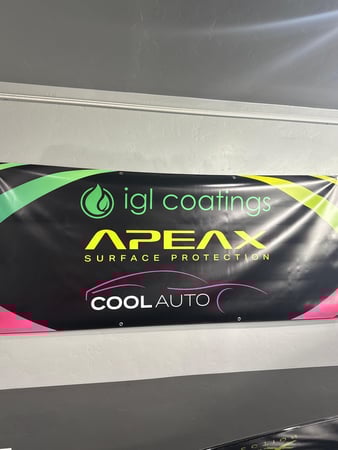 igl coatings
APEAX
SURFACE PROTECTION
COOL AUTO